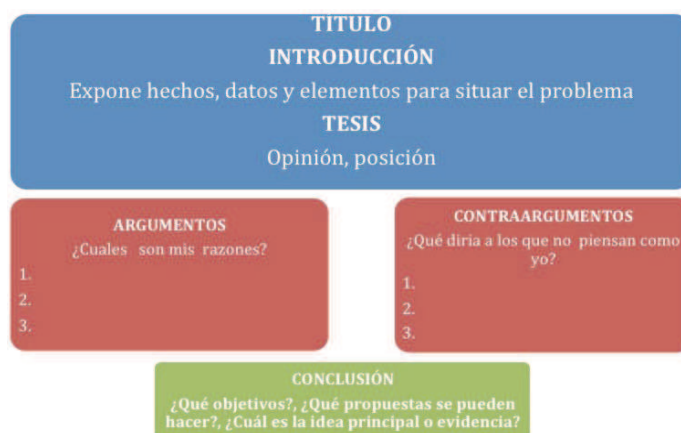 TÍTULO
INTRODUCCIÓN
Expone hechos, datos y elementos para situar el problema
TESIS
Opinión, posición
ARGUMENTOS
¿Cuales son mis razones?
1.
2.
3.
CONTRAARGUMENTOS
¿Qué diria a los que no piensan como
yo?
1.
2.
3.
CONCLUSIÓN
¿Qué objetivos?, ¿Qué propuestas se pueden
hacer?, ¿Cuál es la idea principal o evidencia?